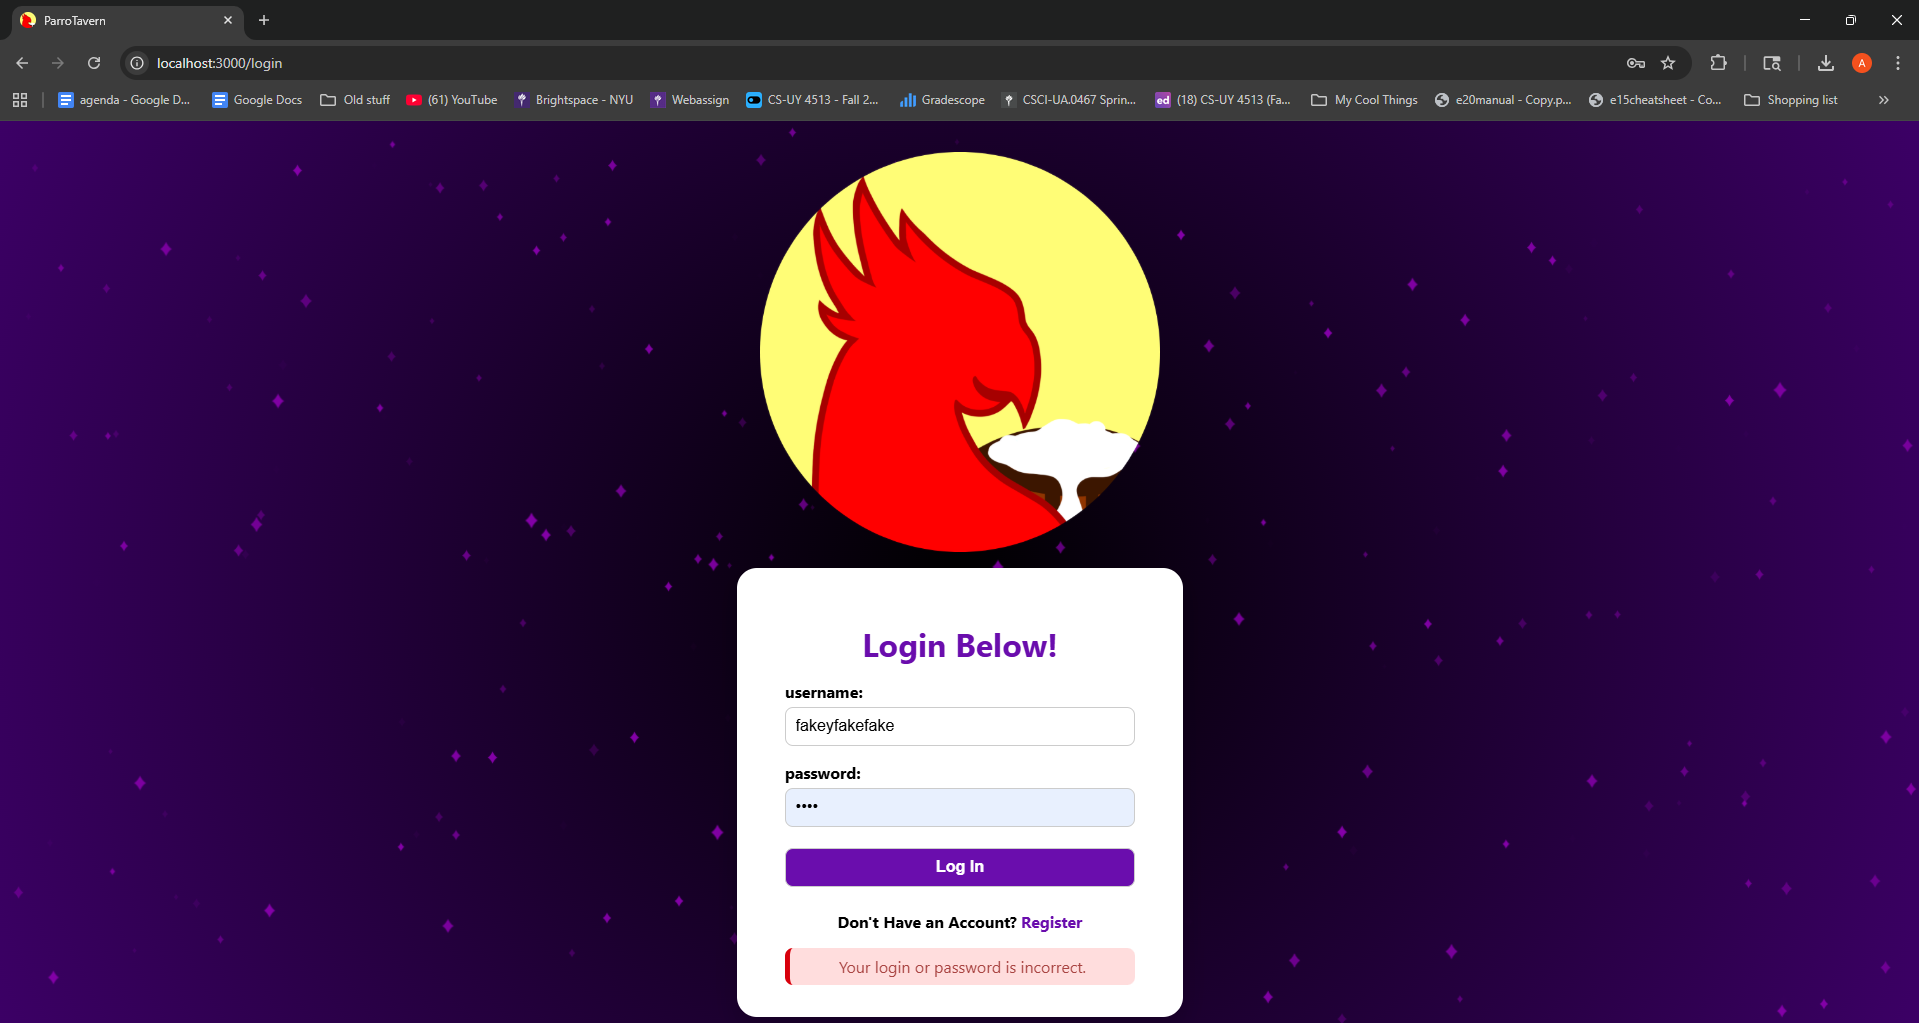 ParroTavern
localhost:3000/login
A
agenda - Google D...
Google Docs
Old stuff
(61) YouTube
Brightspace - NYU
Webassign
CS-UY 4513 - Fall 2...
Gradescope
CSCI-UA.0467 Sprin...
ed
(18) CS-UY 4513 (Fa...
My Cool Things
e20manual - Copy.p...
e15cheatsheet - Co...
Shopping list
Login Below!
username:
fakeyfakefake
password:
••••
Log In
Don't Have an Account? Register
Your login or password is incorrect.